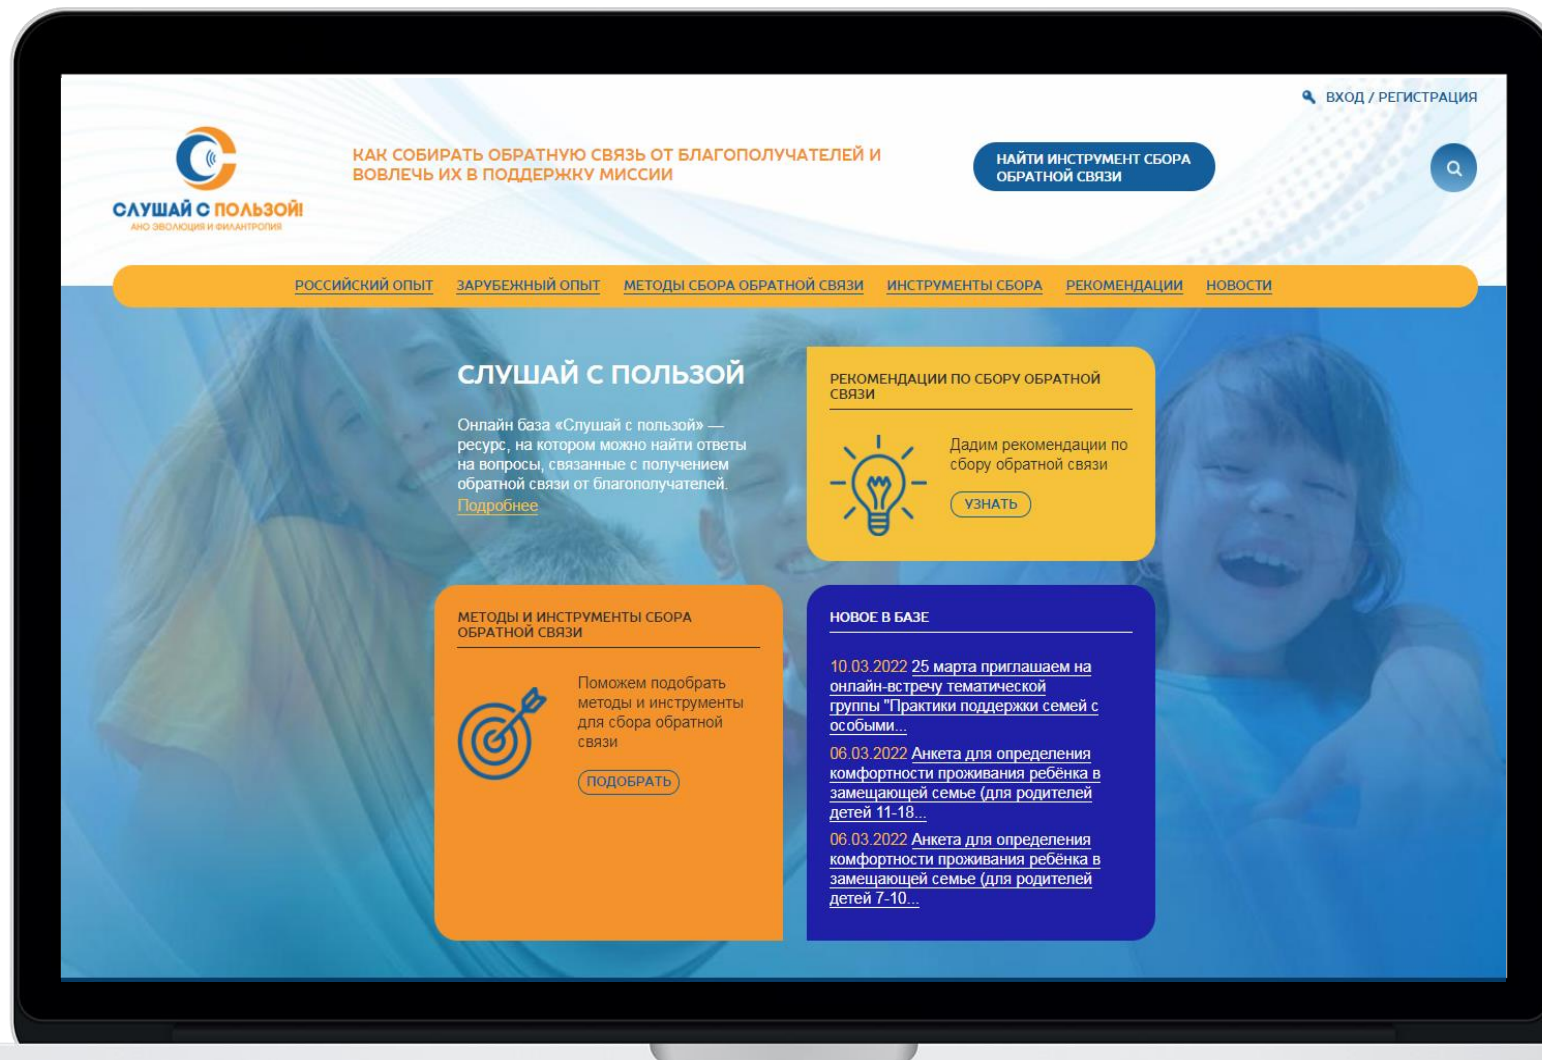 ВХОД / РЕГИСТРАЦИЯ
СЛУШАЙ С ПОЛЬЗОЙ!
АНО ЭВОЛЮЦИЯ И ФИЛАНТРОПИЯ
КАК СОБИРАТЬ ОБРАТНУЮ СВЯЗЬ ОТ БЛАГОПОЛУЧАТЕЛЕЙ И
ВОВЛЕЧЬ ИХ В ПОДДЕРЖКУ МИССИИ
НАЙТИ ИНСТРУМЕНТ СБОРА
ОБРАТНОЙ СВЯЗИ
РОССИЙСКИЙ ОПЫТ ЗАРУБЕЖНЫЙ ОПЫТ МЕТОДЫ СБОРА ОБРАТНОЙ СВЯЗИ ИНСТРУМЕНТЫ СБОРА РЕКОМЕНДАЦИИ НОВОСТИ
СЛУШАЙ С ПОЛЬЗОЙ
Онлайн база «Слушай с пользой» —
ресурс, на котором можно найти ответы
на вопросы, связанные с получением
обратной связи от благополучателей.
Подробнее
РЕКОМЕНДАЦИИ ПО СБОРУ ОБРАТНОЙ
СВЯЗИ
Дадим рекомендации по
сбору обратной связи
УЗНАТЬ
МЕТОДЫ И ИНСТРУМЕНТЫ СБОРА
ОБРАТНОЙ СВЯЗИ
Поможем подобрать
методы и инструменты
для сбора обратной
связи
ПОДОБРАТЬ
НОВОЕ В БАЗЕ
10.03.2022 25 марта приглашаем на
онлайн-встречу тематической
группы "Практики поддержки семей с
особыми...
06.03.2022 Анкета для определения
комфортности проживания ребёнка в
замещающей семье (для родителей
детей 11-18...
06.03.2022 Анкета для определения
комфортности проживания ребёнка в
замещающей семье (для родителей
детей 7-10...